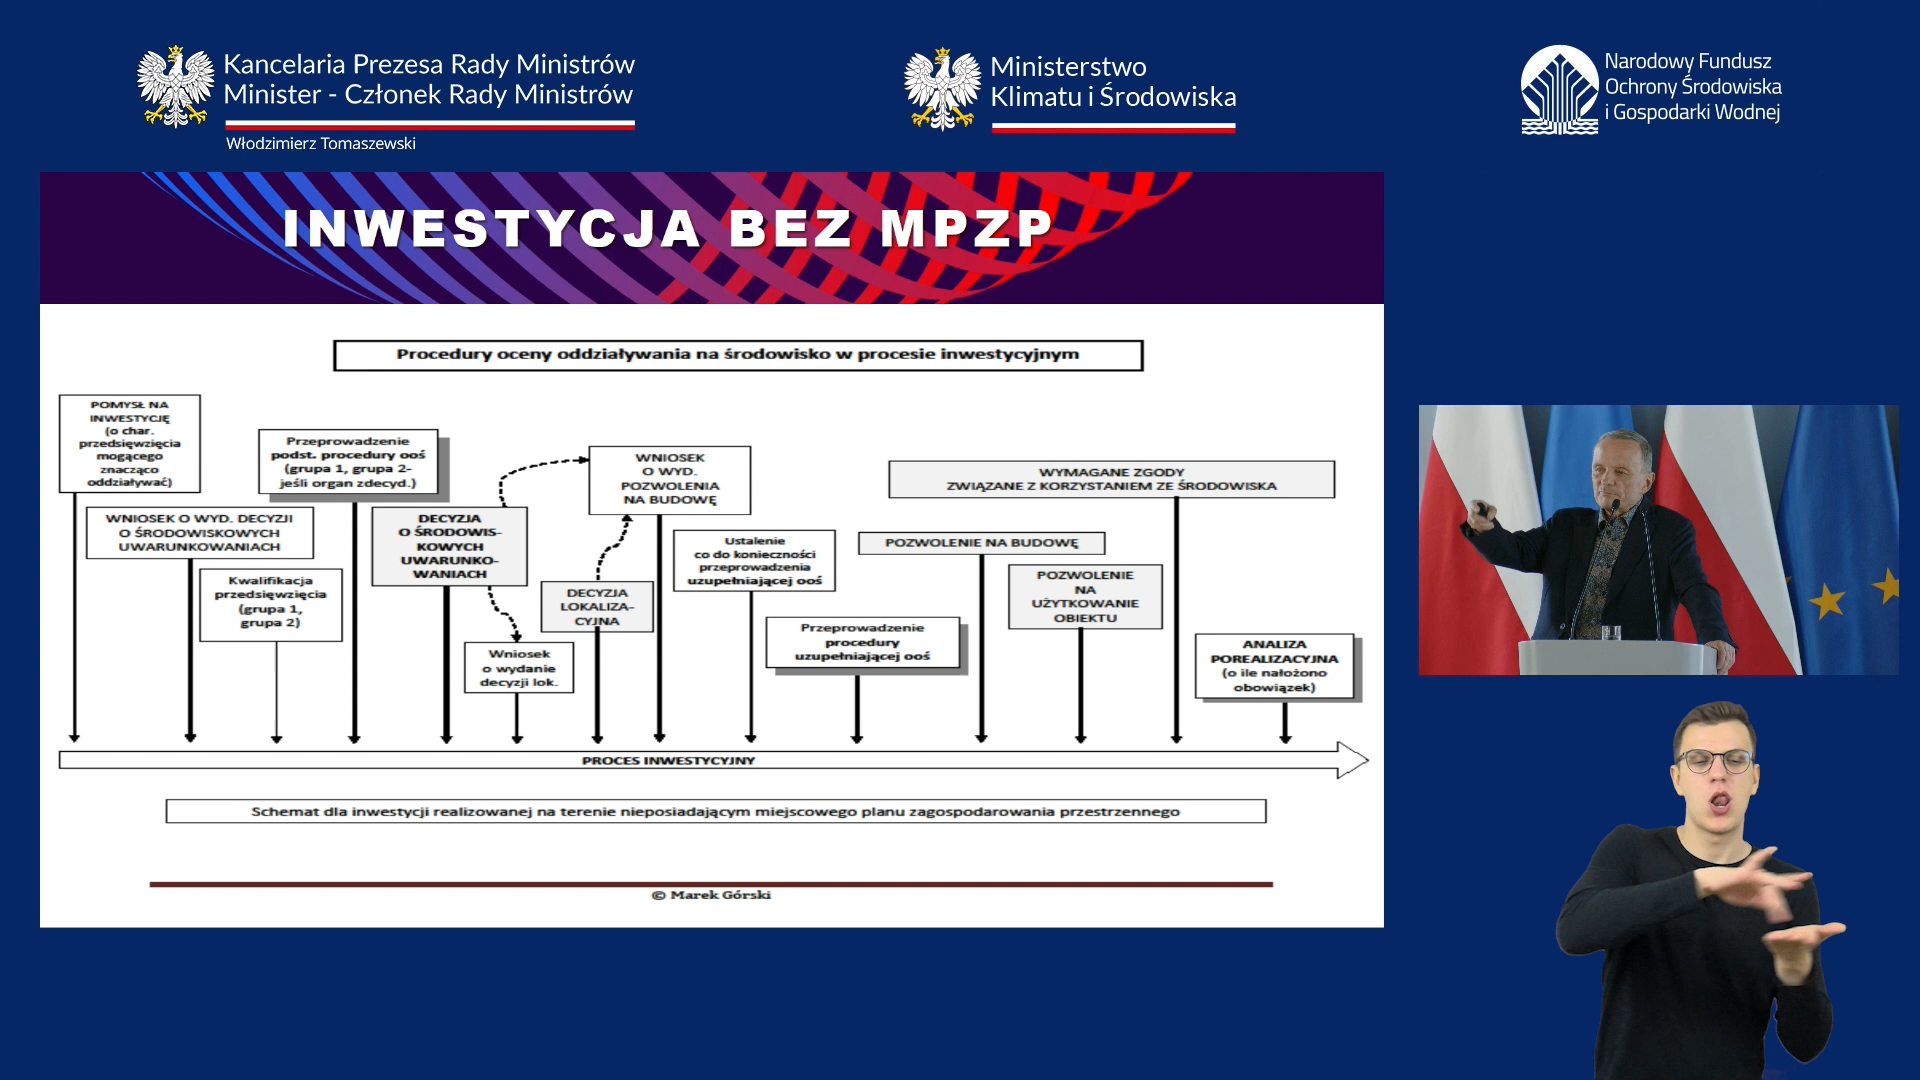 Kancelaria Prezesa Rady Ministrów
Minister - Członek Rady Ministrów
Włodzimierz Tomaszewski
Ministerstwo
Klimatu i Środowiska
Narodowy Fundusz
Ochrony Środowiska
i Gospodarki Wodnej
INWESTYCJA BEZ MPZP
Procedury oceny oddziaływania na środowisko w procesie inwestycyjnym
POMYSŁ NA
INWESTYCJĘ
(o char.
przedsięwzięcia
mogącego
znacząco
oddziaływać)
WNIOSEK O WYD. DECYZJI
O ŚRODOWISKOWYCH
UWARUNKOWANIACH
Kwalifikacja
przedsięwzięcia
(grupa 1,
grupa 2)
Przeprowadzenie
podst. procedury ooś
(grupa 1, grupa 2-
jeśli organ zdecyd.)
DECYZJA
O ŚRODOWIS-
KOWYCH
UWARUNKO-
WANIACH
Wniosek
o wydanie
decyzji lok.
DECYZJA
LOKALIZA-
CYJNA
WNIOSEK
O WYD.
POZWOLENIA
NA BUDOWĘ
Ustalenie
co do konieczności
przeprowadzenia
uzupełniającej ooś
Przeprowadzenie
procedury
uzupełniającej ooś
WYMAGANE ZGODY
ZWIĄZANE Z KORZYSTANIEM ZE ŚRODOWISKA
POZWOLENIE NA BUDOWĘ
POZWOLENIE
NA
UŻYTKOWANIE
OBIEKTU
ANALIZA
POREALIZACYJNA
(o ile nałożono
obowiązek)
PROCES INWESTYCYJNY
Schemat dla inwestycji realizowanej na terenie nieposiadającym miejscowego planu zagospodarowania przestrzennego
© Marek Górski